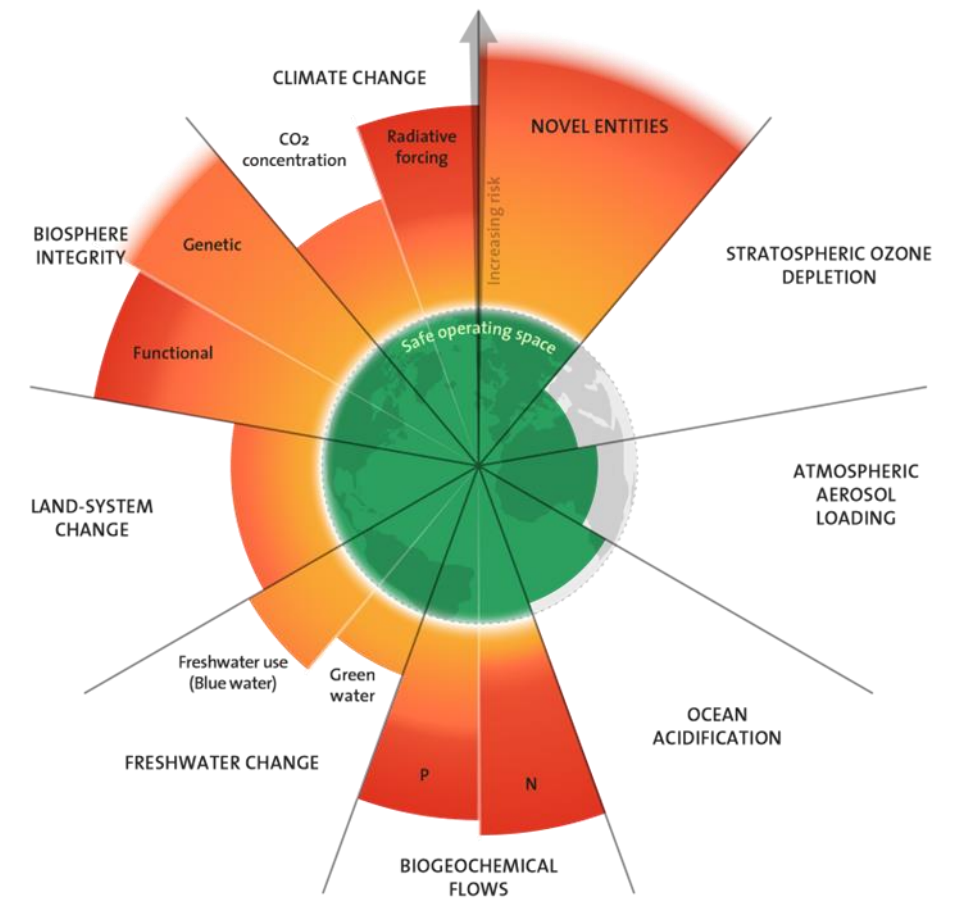 CLIMATE CHANGE
CO2
concentration
Radiative
forcing
Increasing risk
NOVEL ENTITIES
STRATOSPHERIC OZONE
DEPLETION
ATMOSPHERIC
AEROSOL
LOADING
OCEAN
ACIDIFICATION
BIOGEOCHEMICAL
FLOWS
P
N
FRESHWATER CHANGE
Freshwater use
(Blue water)
Green
water
LAND-SYSTEM
CHANGE
BIOSPHERE
INTEGRITY
Genetic
Functional
Safe operating space